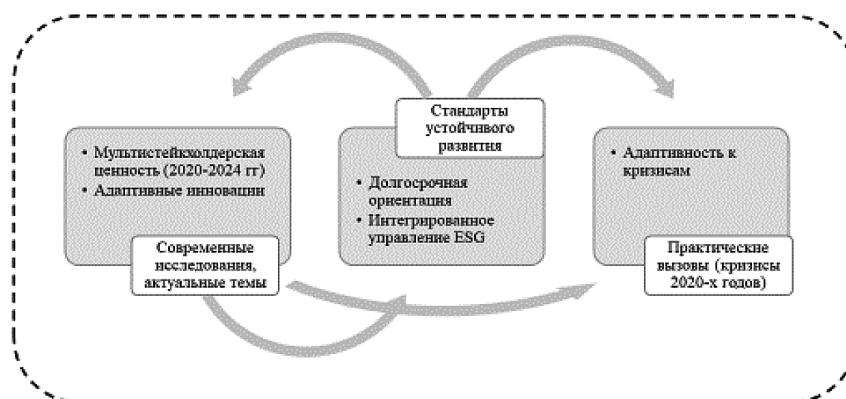 • Мультистейкхолдерская
ценность (2020-2024 гг)
• Адаптивные инновации
Современные
исследования,
актуальные темы
Стандарты
устойчивого
развития
• Долгосрочная
ориентация
• Интегрированное
управление ESG
• Адаптивность к
кризисам
Практические
вызовы (кризисы
2020-х годов)